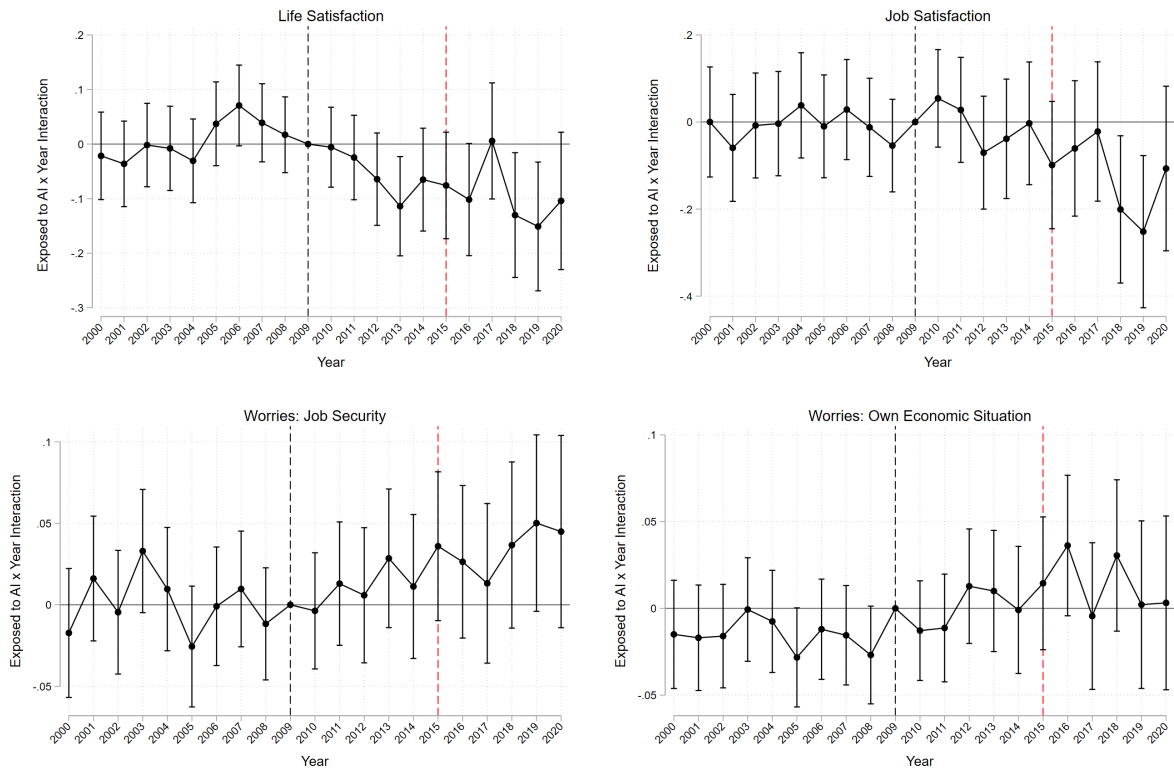 Life Satisfaction
Exposed to AI x Year Interaction
.2
.1
0
-.1
-.2
-.3
2000 2001 2002 2003 2004 2005 2006 2007 2008 2009 2010 2011 2012 2013 2014 2015 2016 2017 2018 2019 2020
Year
Job Satisfaction
Exposed to AI x Year Interaction
.2
0
-.2
-.4
2000 2001 2002 2003 2004 2005 2006 2007 2008 2009 2010 2011 2012 2013 2014 2015 2016 2017 2018 2019 2020
Year
Worries: Job Security
Exposed to AI x Year Interaction
.1
.05
0
-.05
2000 2001 2002 2003 2004 2005 2006 2007 2008 2009 2010 2011 2012 2013 2014 2015 2016 2017 2018 2019 2020
Year
Worries: Own Economic Situation
Exposed to AI x Year Interaction
.1
.05
0
-.05
2000 2001 2002 2003 2004 2005 2006 2007 2008 2009 2010 2011 2012 2013 2014 2015 2016 2017 2018 2019 2020
Year